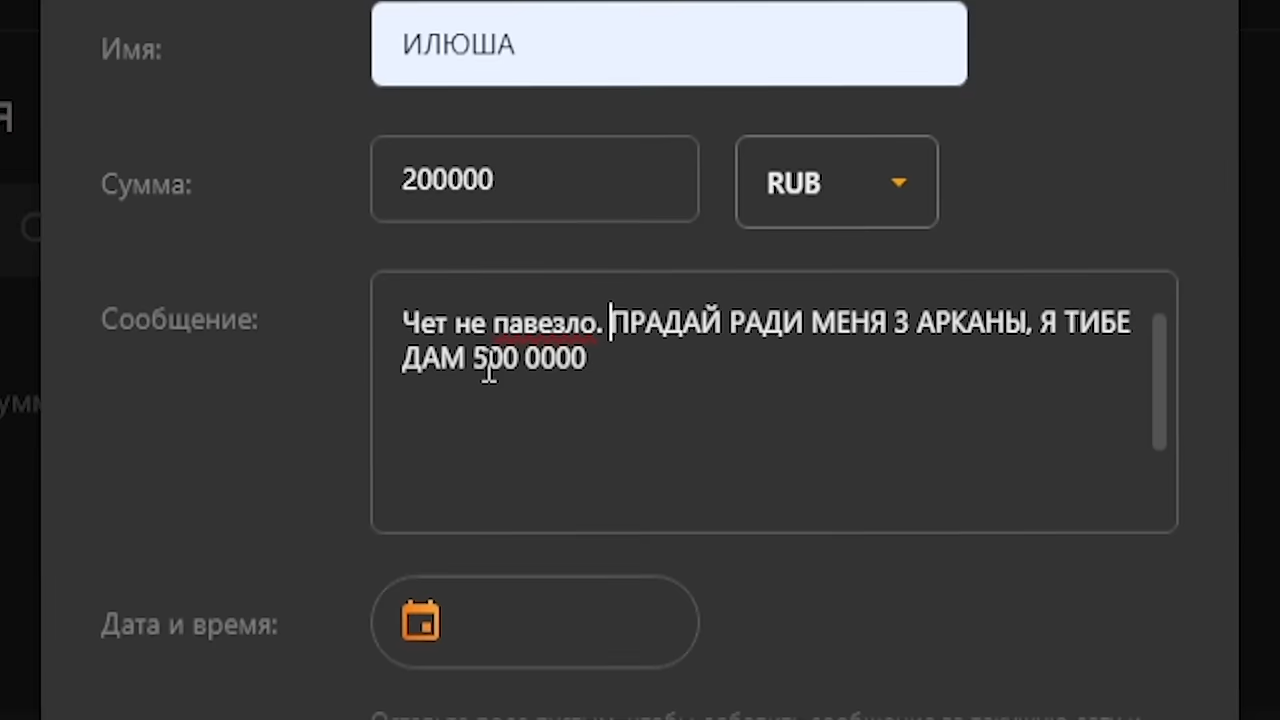 Имя:
ИЛЮША
я
Сумма:
200000
RUB
Сообщение:
Чет не павезло. ПРАДАЙ РАДИ МЕНЯ 3 АРКАНЫ, Я ТИБЕ
ДАМ 500 0000
умм
Дата и время: